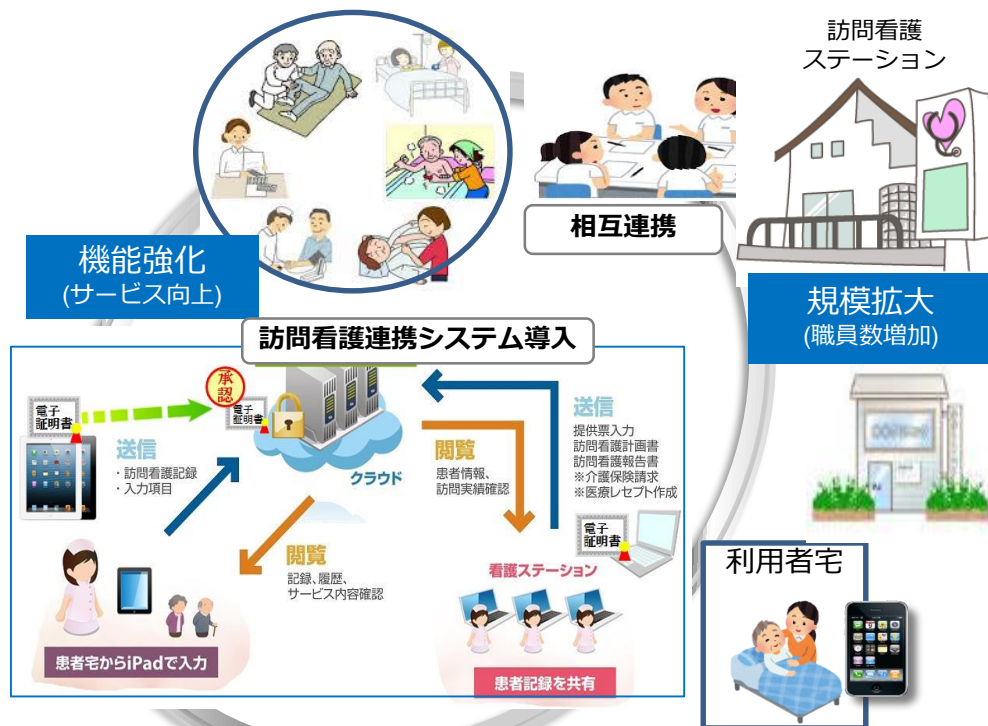 訪問看護
ステーション
相互連携
機能強化
(サービス向上)
規模拡大
(職員数増加)
訪問看護連携システム導入
承認
電子
証明書
電子
証明書
送信
・訪問看護記録
・入力項目
クラウド
閲覧
患者情報、
訪問実績確認
送信
提供票入力
訪問看護計画書
訪問看護報告書
※介護保険請求
※医療レセプト作成
電子
証明書
閲覧
記録、履歴、
サービス内容確認
看護ステーション
患者宅からiPadで入力
患者記録を共有
利用者宅